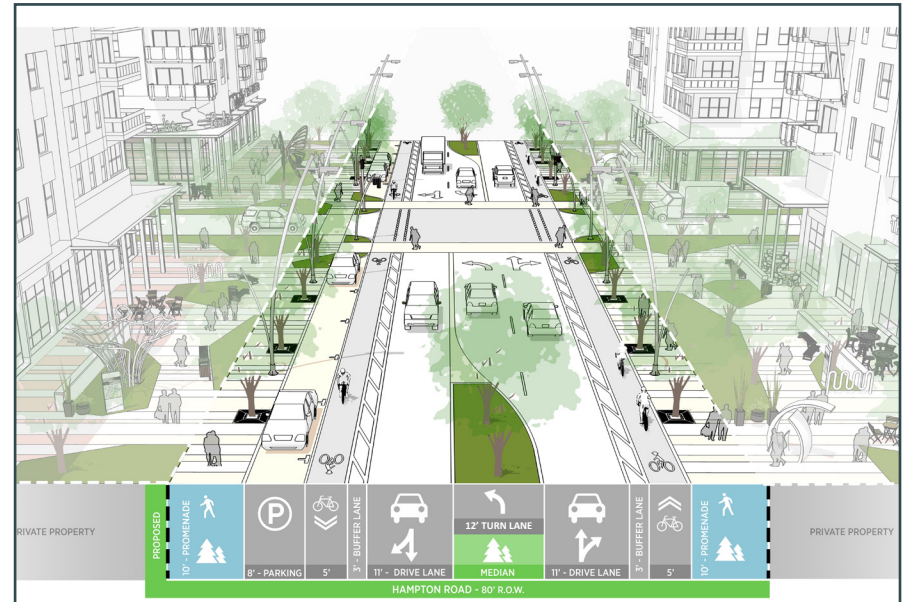 PRIVATE PROPERTY
PROPOSED
10' - PROMENADE
P
8' - PARKING
5'
3' - BUFFER LANE
11' - DRIVE LANE
12' TURN LANE
MEDIAN
11' - DRIVE LANE
3' - BUFFER LANE
5'
10' - PROMENADE
PRIVATE PROPERTY
HAMPTON ROAD - 80' R.O.W.